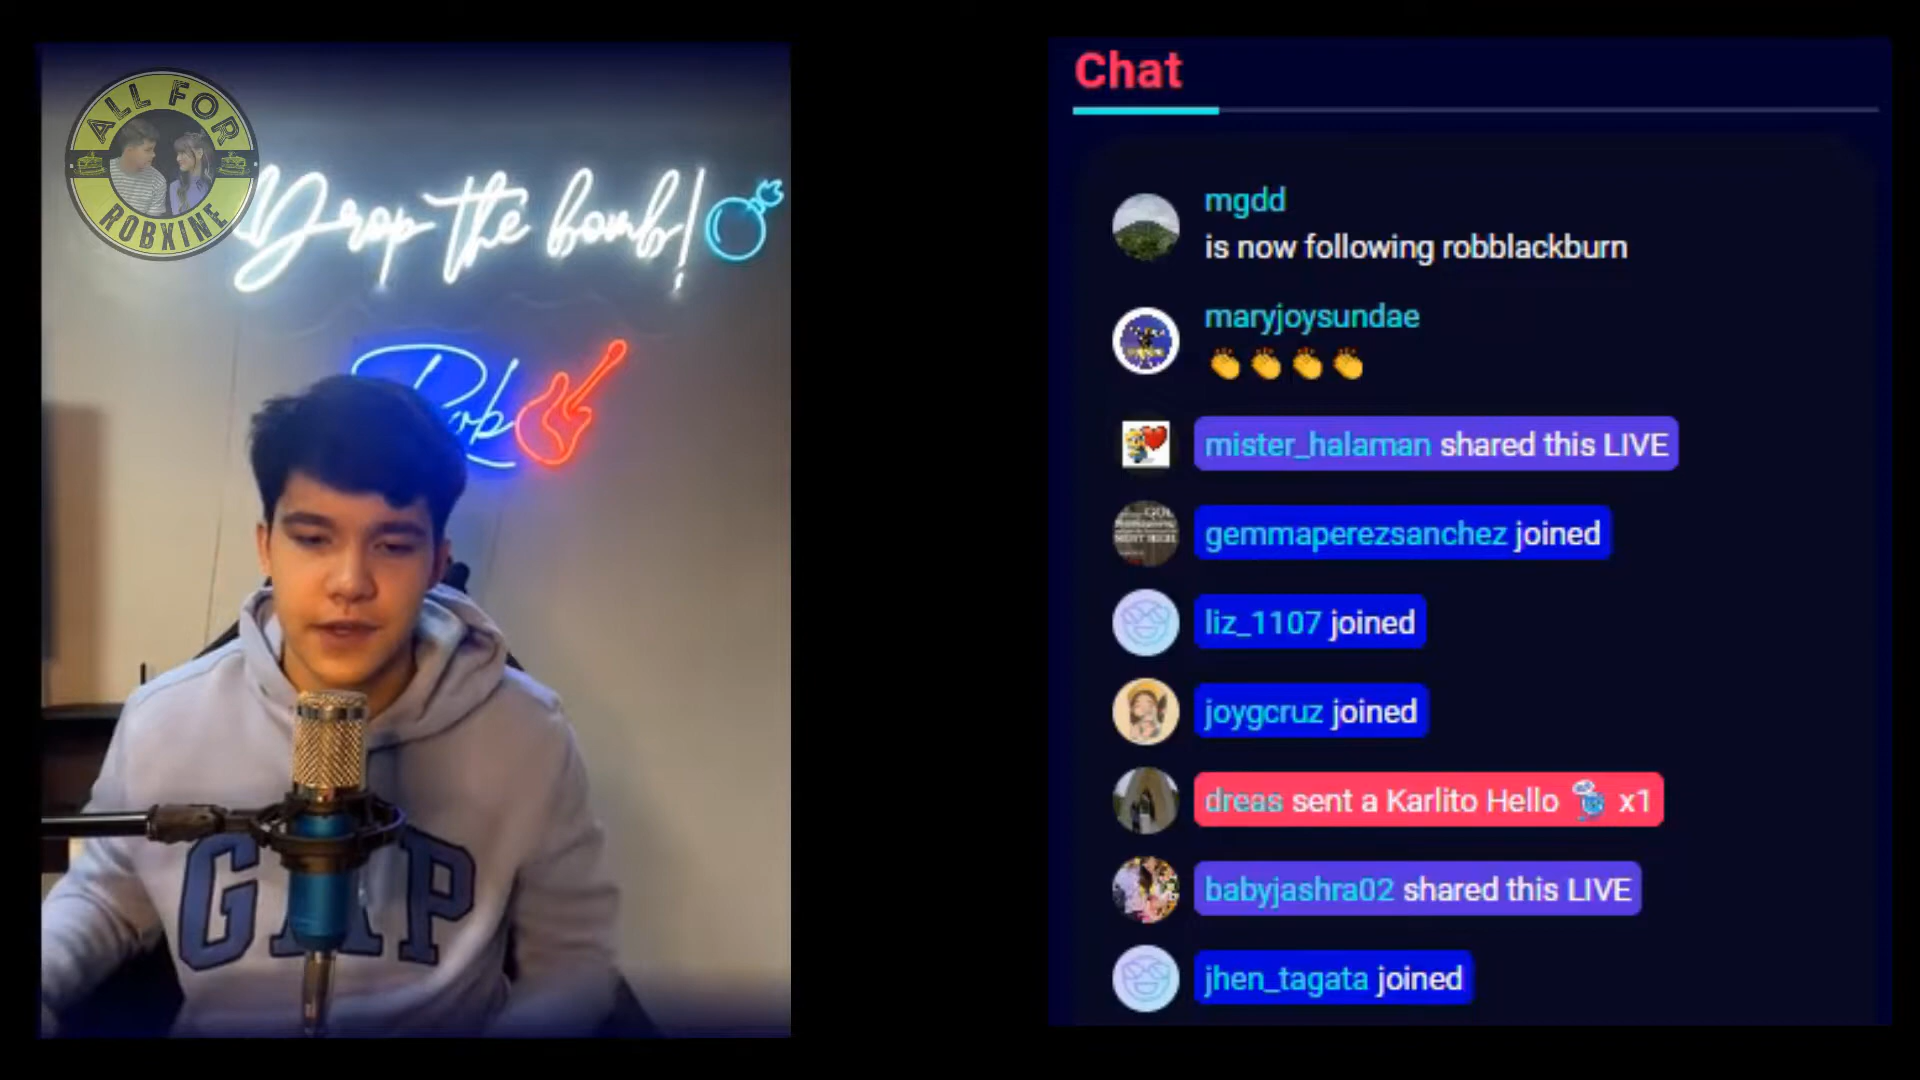 ALL FOR
ROBXINE
Drop the bomb!
Rob
GAP
Chat
mgdd
is now following robblackburn
maryjoysundae
👏👏👏👏
mister_halaman shared this LIVE
gemmaperezsanchez joined
liz_1107 joined
joygcruz joined
dreas sent a Karlito Hello x1
babyjashra02 shared this LIVE
jhen_tagata joined